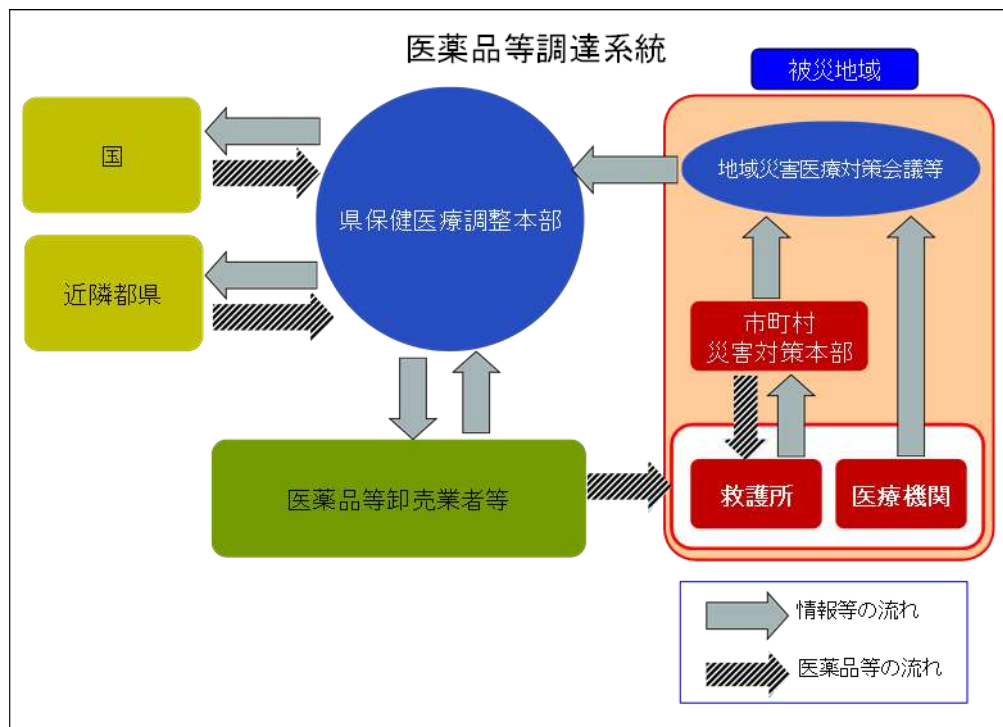 医薬品等調達系統
被災地域
国
地域災害医療対策会議等
県保健医療調整本部
近隣都県
市町村
災害対策本部
医薬品等卸売業者等
救護所
医療機関
情報等の流れ
医薬品等の流れ